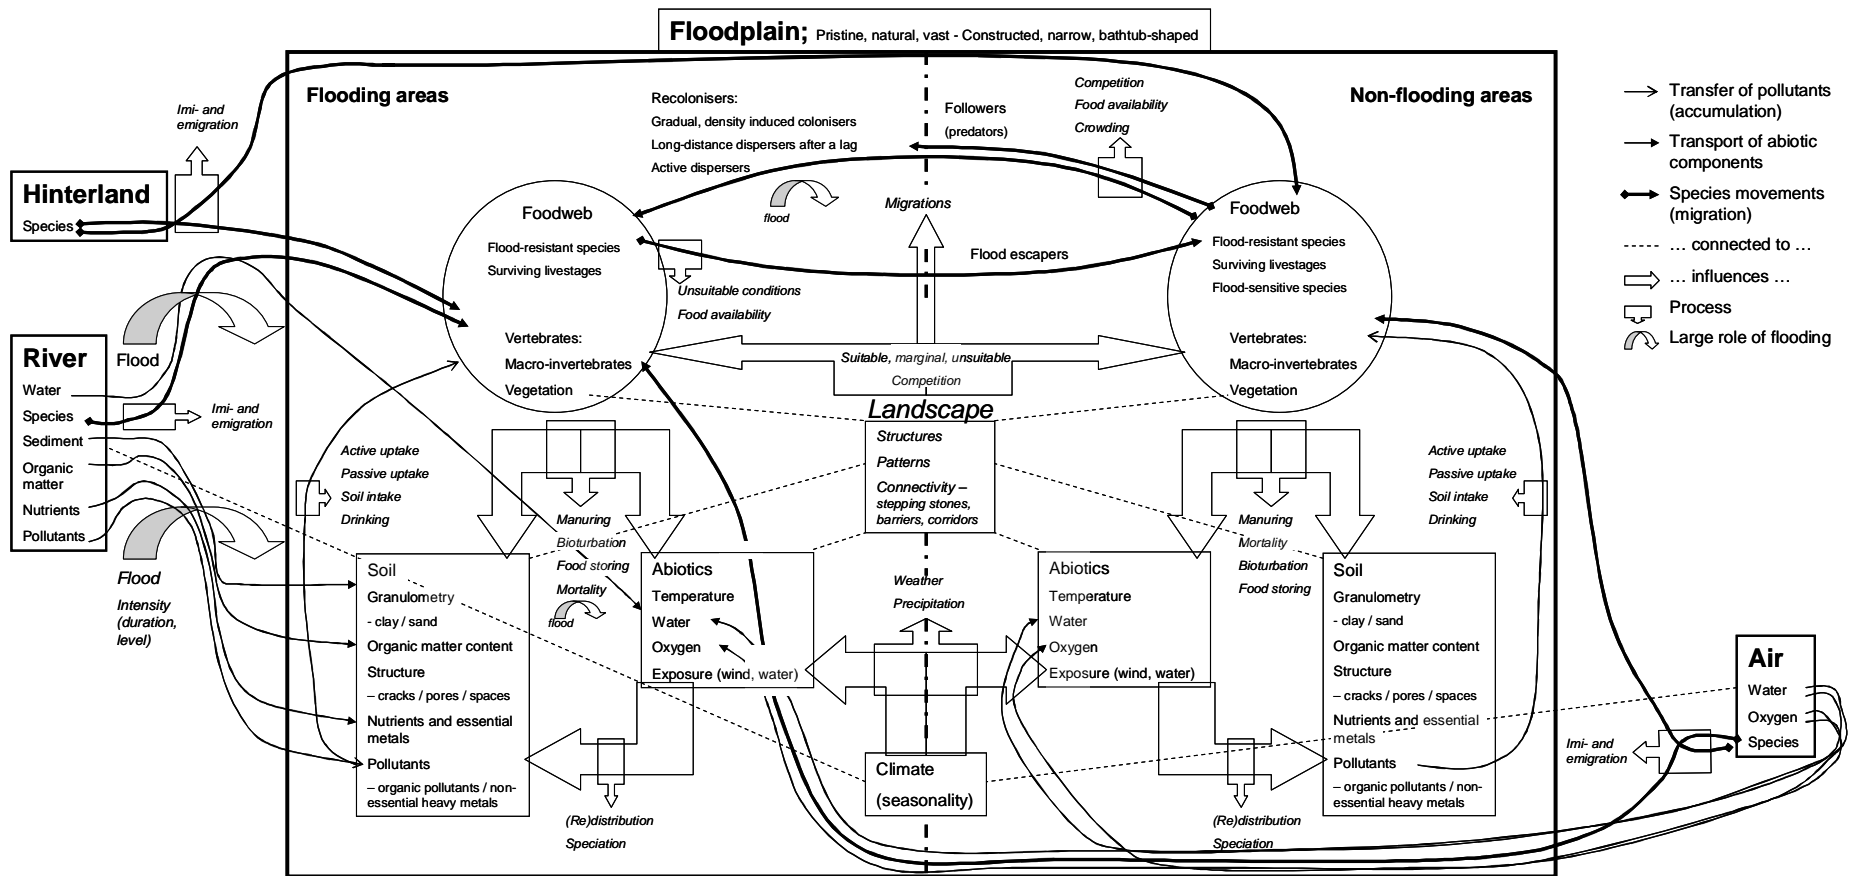 Floodplain; Pristine, natural, vast - Constructed, narrow, bathtub-shaped
Flooding areas
Non-flooding areas
Imi- and
emigration
Hinterland
Species
Recolonisers:
Gradual, density induced colonisers
Long-distance dispersers after a lag
Active dispersers
Followers
(predators)
Competition
Food availability
Crowding
flood
Migrations
Foodweb
Flood-resistant species
Surviving livestages
Vertebrates:
Macro-invertebrates
Vegetation
Unsuitable conditions
Food availability
Flood escapers
Foodweb
Flood-resistant species
Surviving livestages
Flood-sensitive species
Vertebrates:
Macro-invertebrates
Vegetation
Suitable, marginal, unsuitable
Competition
Transfer of pollutants
(accumulation)
Transport of abiotic
components
Species movements
(migration)
... connected to ...
... influences ...
Process
Large role of flooding
Flood
River
Water
Species
Sediment
Organic
matter
Nutrients
Pollutants
Imi- and
emigration
Flood
Intensity
(duration,
level)
Active uptake
Passive uptake
Soil intake
Drinking
Manuring
Bioturbation
Food storing
Mortality
flood
Landscape
Structures
Patterns
Connectivity –
stepping stones,
barriers, corridors
Manuring
Mortality
Bioturbation
Food storing
Active uptake
Passive uptake
Soil intake
Drinking
Soil
Granulometry
- clay / sand
Organic matter content
Structure
– cracks / pores / spaces
Nutrients and essential
metals
Pollutants
– organic pollutants / non-
essential heavy metals
Abiotics
Temperature
Water
Oxygen
Exposure (wind, water)
Weather
Precipitation
Abiotics
Temperature
Water
Oxygen
Exposure (wind, water)
Soil
Granulometry
- clay / sand
Organic matter content
Structure
– cracks / pores / spaces
Nutrients and essential
metals
Pollutants
– organic pollutants / non-
essential heavy metals
(Re)distribution
Speciation
Climate
(seasonality)
(Re)distribution
Speciation
Imi- and
emigration
Air
Water
Oxygen
Species